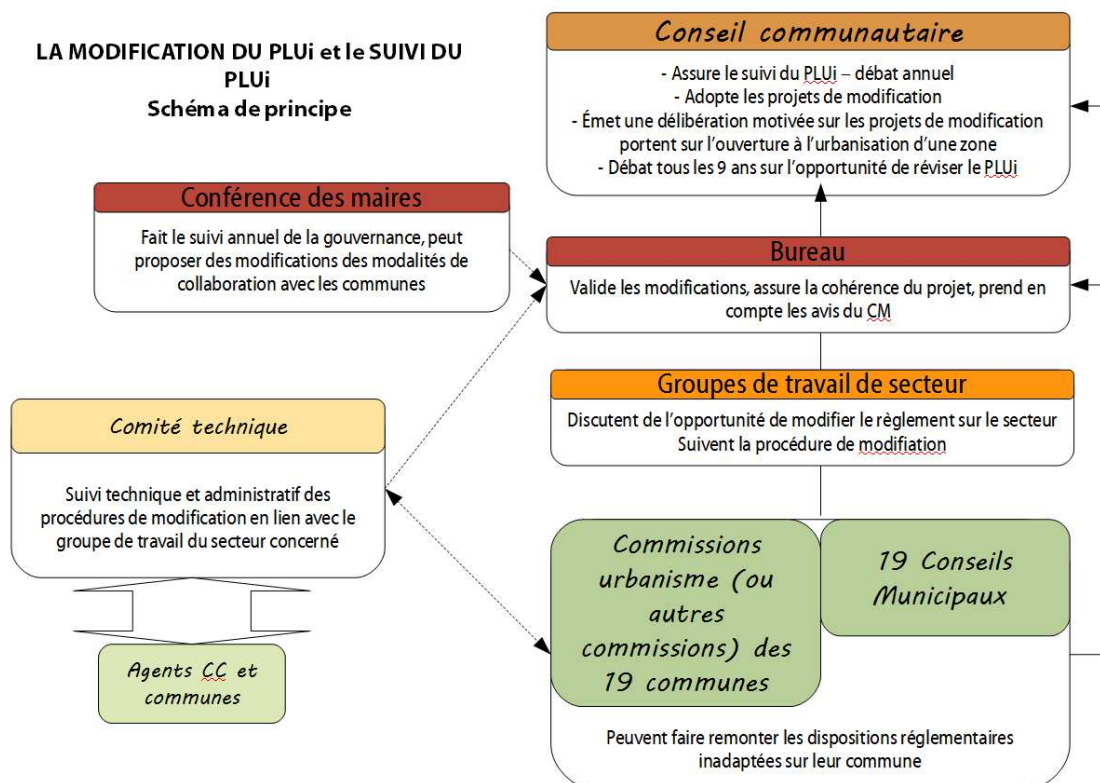 LA MODIFICATION DU PLUi et le SUIVI DU
PLUi
Schéma de principe
Conseil communautaire
- Assure le suivi du PLUi – débat annuel
- Adopte les projets de modification
- Émet une délibération motivée sur les projets de modification
portent sur l'ouverture à l'urbanisation d'une zone
- Débat tous les 9 ans sur l'opportunité de réviser le PLUi
Conférence des maires
Fait le suivi annuel de la gouvernance, peut
proposer des modifications des modalités de
collaboration avec les communes
Bureau
Valide les modifications, assure la cohérence du projet, prend en
compte les avis du CM
Groupes de travail de secteur
Discutent de l'opportunité de modifier le règlement sur le secteur
Suivent la procédure de modifiation
Comité technique
Suivi technique et administratif des
procédures de modification en lien avec le
groupe de travail du secteur concerné
Agents CC et
communes
Commissions
urbanisme (ou
autres
commissions) des
19 communes
19 Conseils
Municipaux
Peuvent faire remonter les dispositions réglementaires
inadaptées sur leur commune